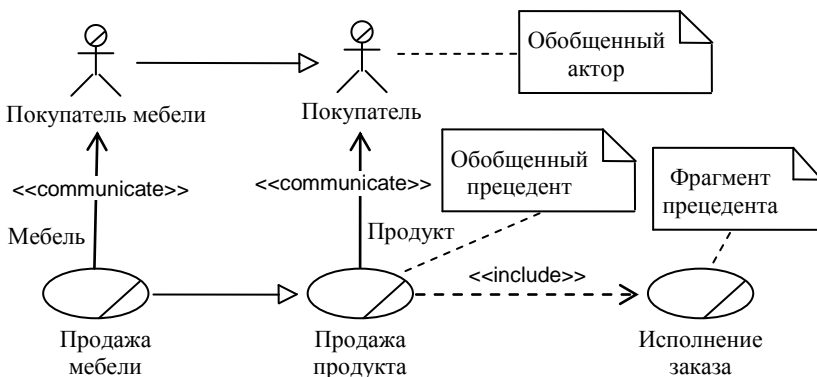 Обобщенный
актор
Покупатель мебели
Покупатель
Обобщенный
прецедент
Фрагмент
прецедента
<<communicate>>
<<communicate>>
Мебель
Продукт
<<include>>
Продажа
мебели
Продажа
продукта
Исполнение
заказа